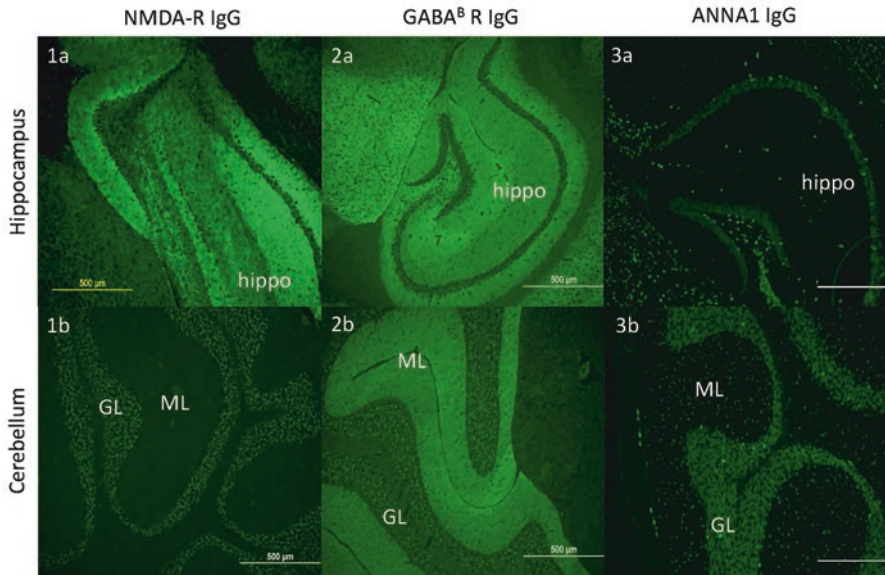 NMDA-R IgG GABAᴮ R IgG ANNA1 IgG
Hippocampus
1a 2a 3a
hippo hippo
hippo
500 μm 500 μm
Cerebellum
1b 2b 3b
ML
GL ML ML
GL GL
500 μm 500 μm